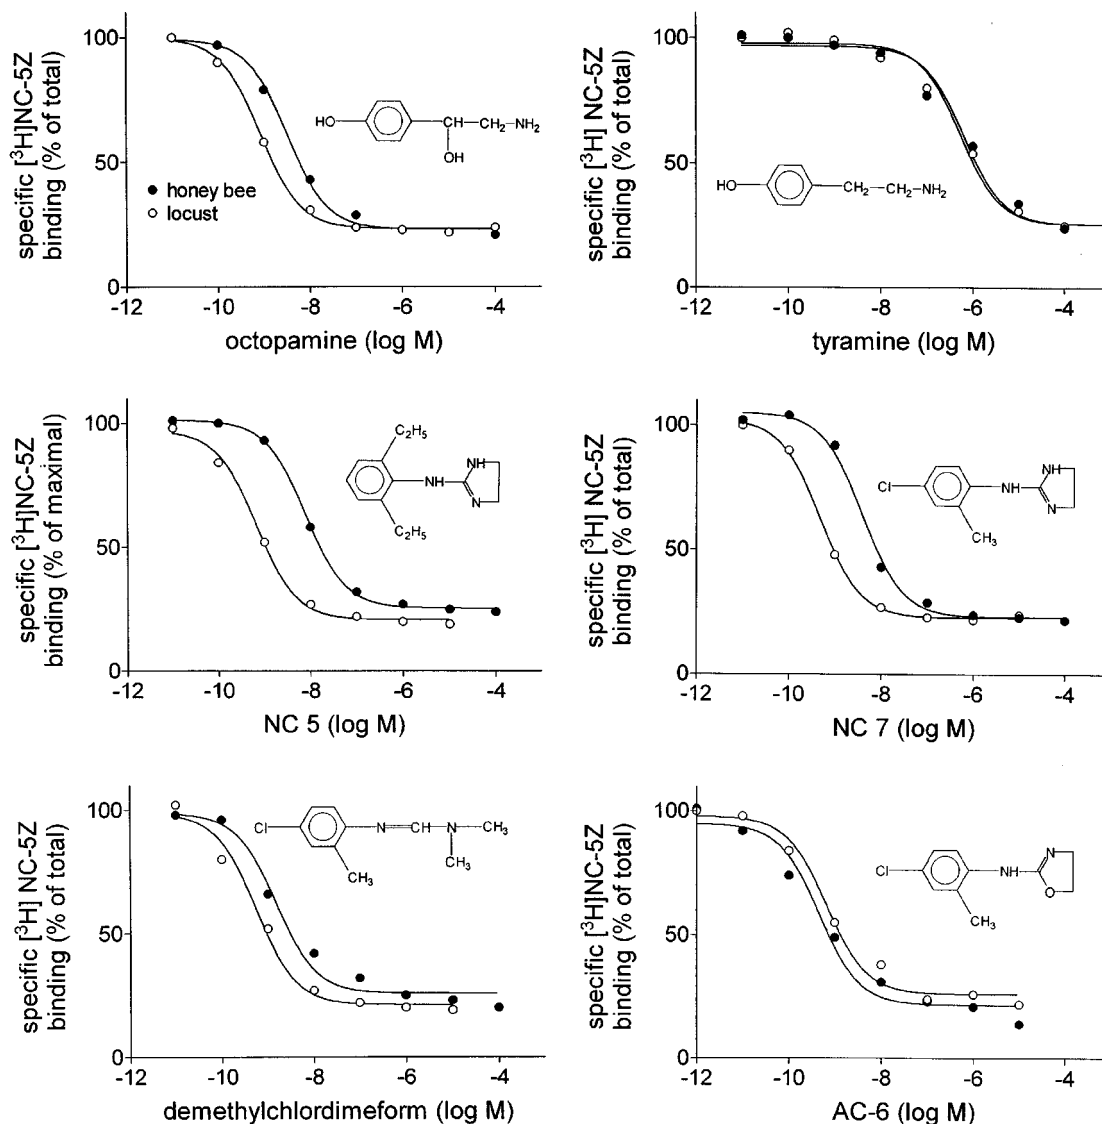 specific [³H]NC-5Z
binding (% of total)
100
50
0
-12 -10 -8 -6 -4
octopamine (log M)
honey bee
locust
HO CH CH₂ NH₂
OH
specific [³H] NC-5Z
binding (% of total)
100
50
0
-12 -10 -8 -6 -4
tyramine (log M)
HO CH₂ CH₂ NH₂
specific [³H]NC-5Z
binding (% of maximal)
100
50
0
-12 -10 -8 -6 -4
NC 5 (log M)
C₂H₅
NH NH
N
C₂H₅
specific [³H] NC-5Z
binding (% of total)
100
50
0
-12 -10 -8 -6 -4
NC 7 (log M)
NH
Cl NH
N
CH₃
specific [³H] NC-5Z
binding (% of total)
100
50
0
-12 -10 -8 -6 -4
demethylchlordimeform (log M)
Cl N CH N CH₃
CH₃ CH₃
specific [³H]NC-5Z
binding (% of total)
100
50
0
-12 -10 -8 -6 -4
AC-6 (log M)
N
Cl NH
O
CH₃